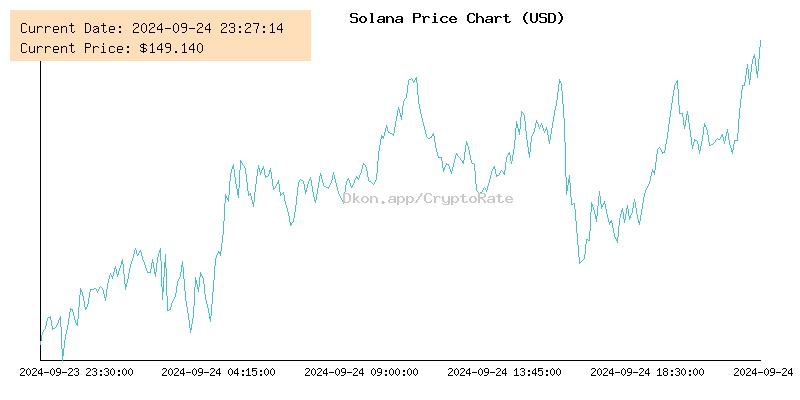 Solana Price Chart (USD)
Current Date: 2024-09-24 23:27:14
Current Price: $149.140
Dkon.app/CryptoRate
2024-09-23 23:30:00 2024-09-24 04:15:00 2024-09-24 09:00:00 2024-09-24 13:45:00 2024-09-24 18:30:00 2024-09-24